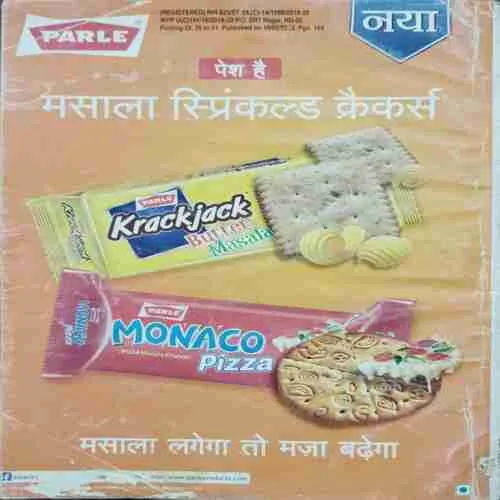 PARLE
नया
पेश है
मसाला स्प्रिंकल्ड क्रैकर्स
PARLE
Krackjack
Butter
Masala
PARLE
MONACO
Pizza
मसाला लगेगा तो मज़ा बढ़ेगा